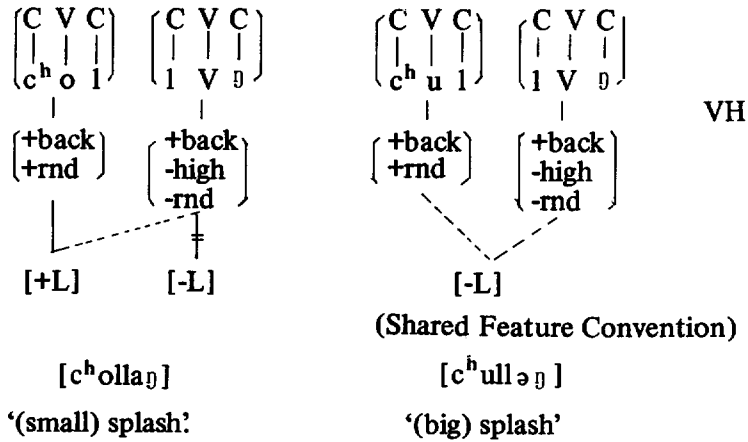 C V C C V C C V C C V C
cʰ o l l V ŋ cʰ u l l V ŋ
VH
+back +back +back +back
+rnd -high +rnd -high
-rnd -rnd
[+L] [-L] [-L]
(Shared Feature Convention)
[cʰollaŋ] [cʰulləŋ]
‘(small) splash’. ‘(big) splash’